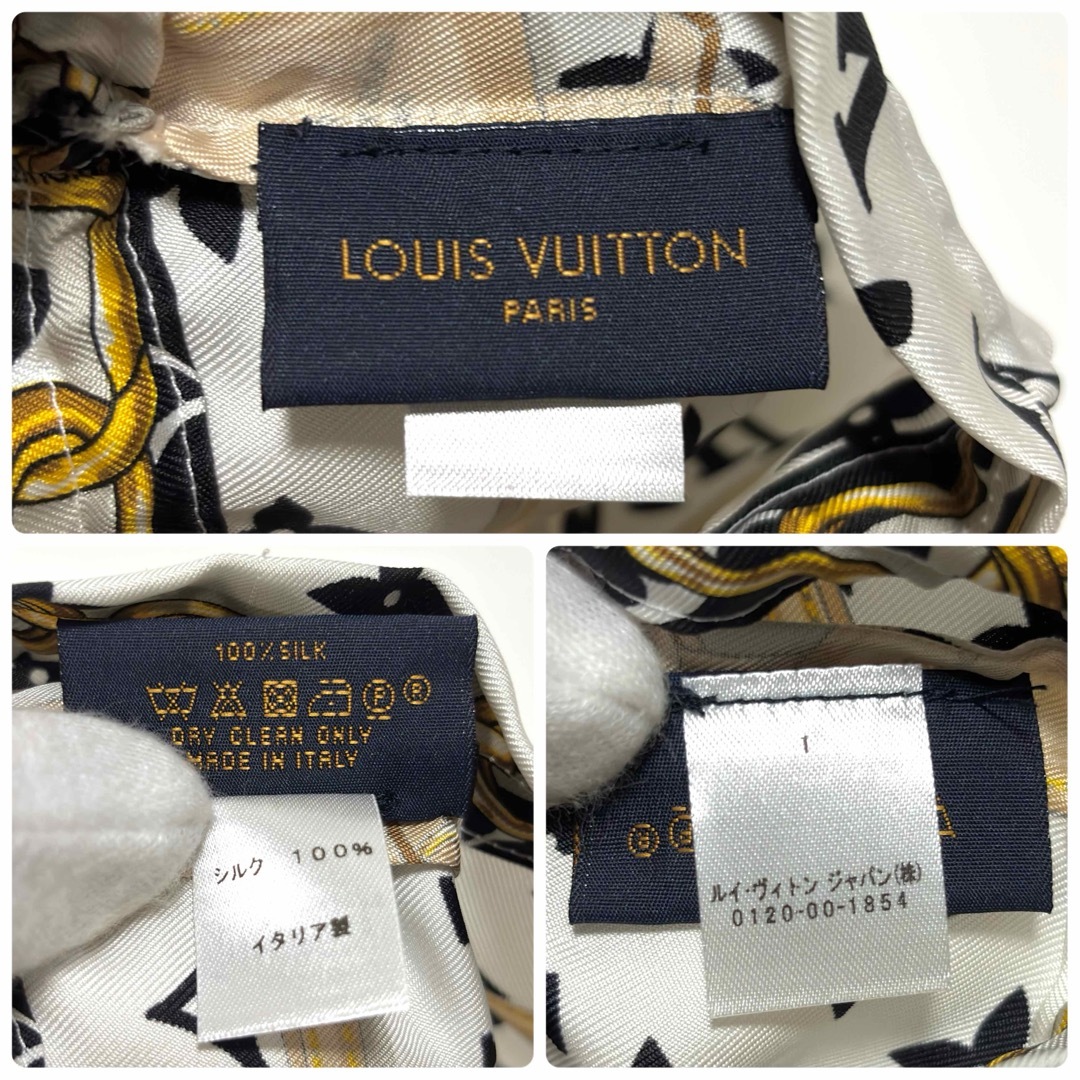 LOUIS VUITTON
PARIS
100% SILK
DRY CLEAN ONLY
MADE IN ITALY
シルク 100%
イタリア製
I
ルイ・ヴィトン ジャパン(株)
0120-00-1854